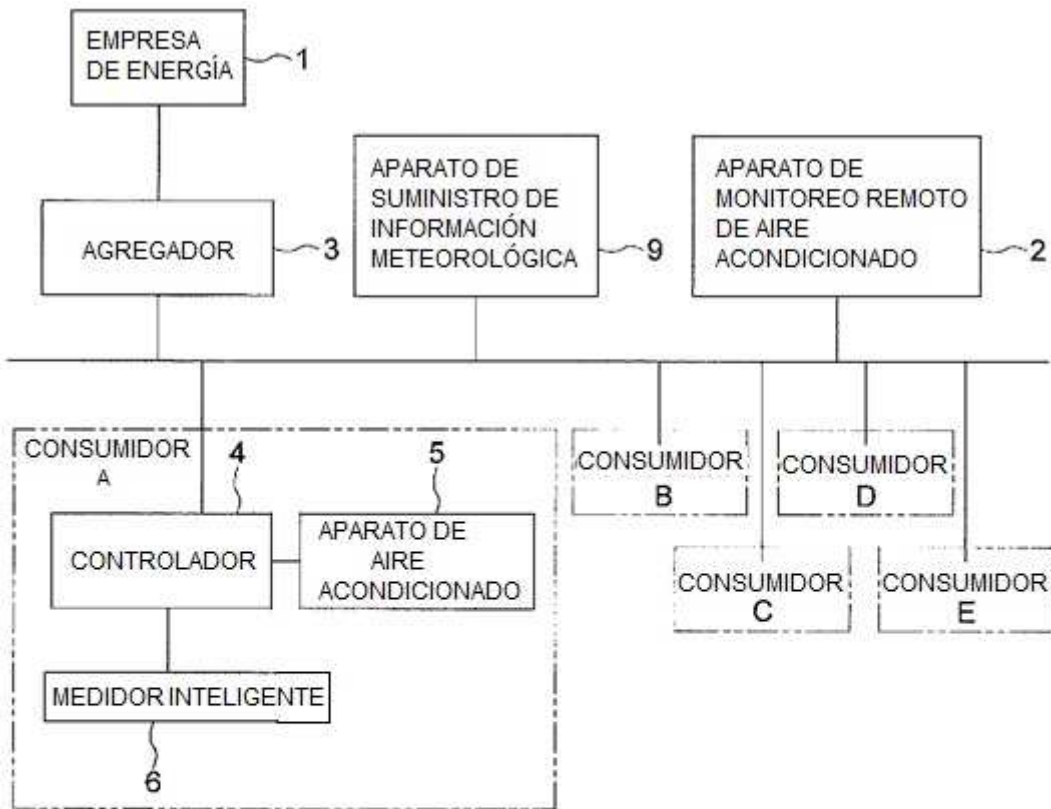 EMPRESA
DE ENERGÍA
1
APARATO DE
SUMINISTRO DE
INFORMACIÓN
METEOROLÓGICA
9
APARATO DE
MONITOREO REMOTO
DE AIRE
ACONDICIONADO
2
AGREGADOR
3
CONSUMIDOR
A
4
CONTROLADOR
5
APARATO DE
AIRE
ACONDICIONADO
MEDIDOR INTELIGENTE
6
CONSUMIDOR
B
CONSUMIDOR
D
CONSUMIDOR
C
CONSUMIDOR
E